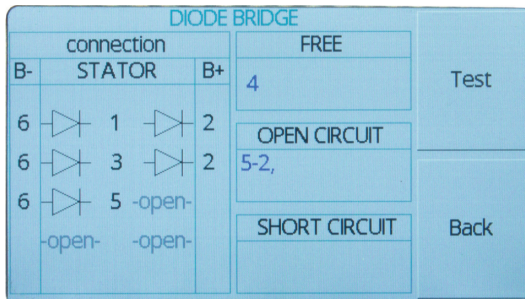 DIODE BRIDGE
connection
B- STATOR B+
6 1 2
6 3 2
6 5 -open-
-open- -open-
FREE
4
OPEN CIRCUIT
5-2,
SHORT CIRCUIT
Test
Back